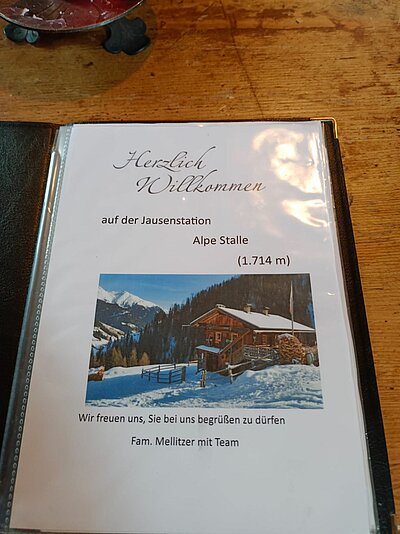 Herzlich
Willkommen
auf der Jausenstation
Alpe Stalle
(1.714 m)
Wir freuen uns, Sie bei uns begrüßen zu dürfen
Fam. Mellitzer mit Team